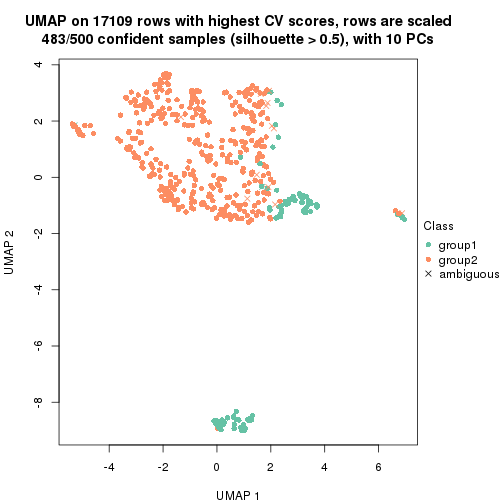 UMAP on 17109 rows with highest CV scores, rows are scaled
483/500 confident samples (silhouette > 0.5), with 10 PCs
4
2
0
-2
-4
-6
-8
UMAP 2
-4
-2
0
2
4
6
UMAP 1
Class
group1
group2
ambiguous